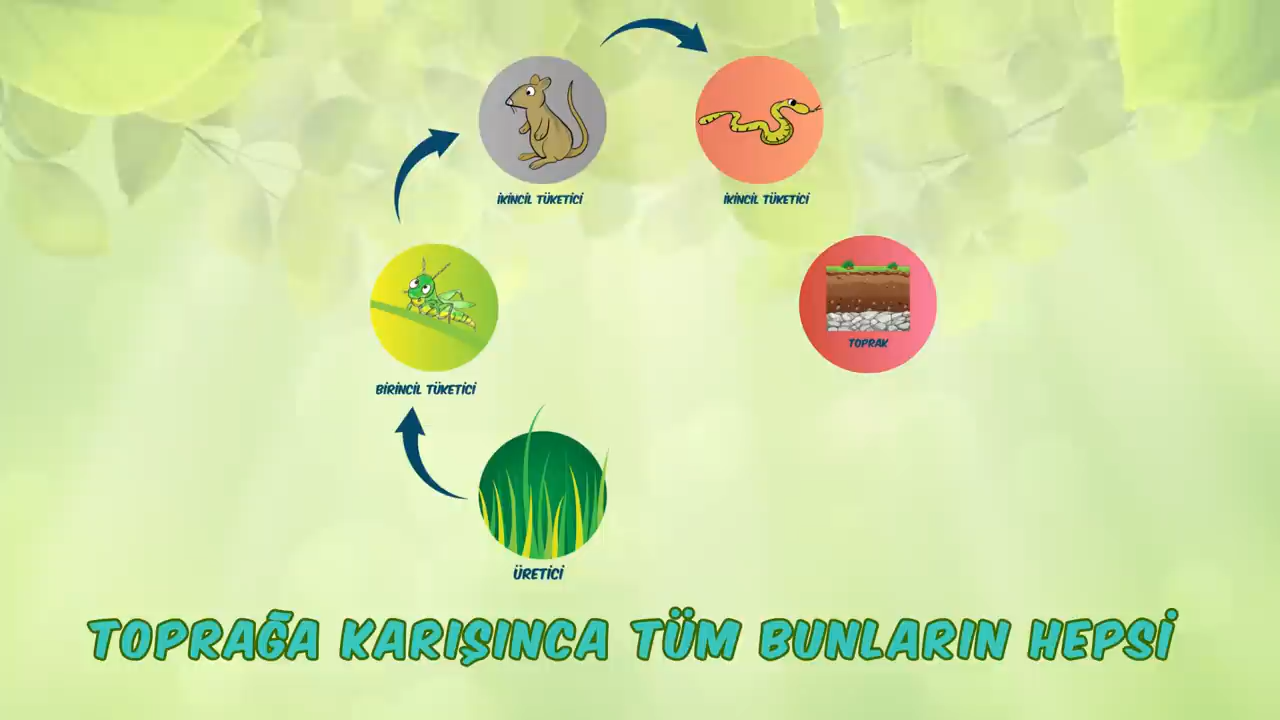 İKİNCİL TÜKETİCİ
İKİNCİL TÜKETİCİ
TOPRAK
BİRİNCİL TÜKETİCİ
ÜRETİCİ
TOPRAĞA KARIŞINCA TÜM BUNLARIN HEPSİ